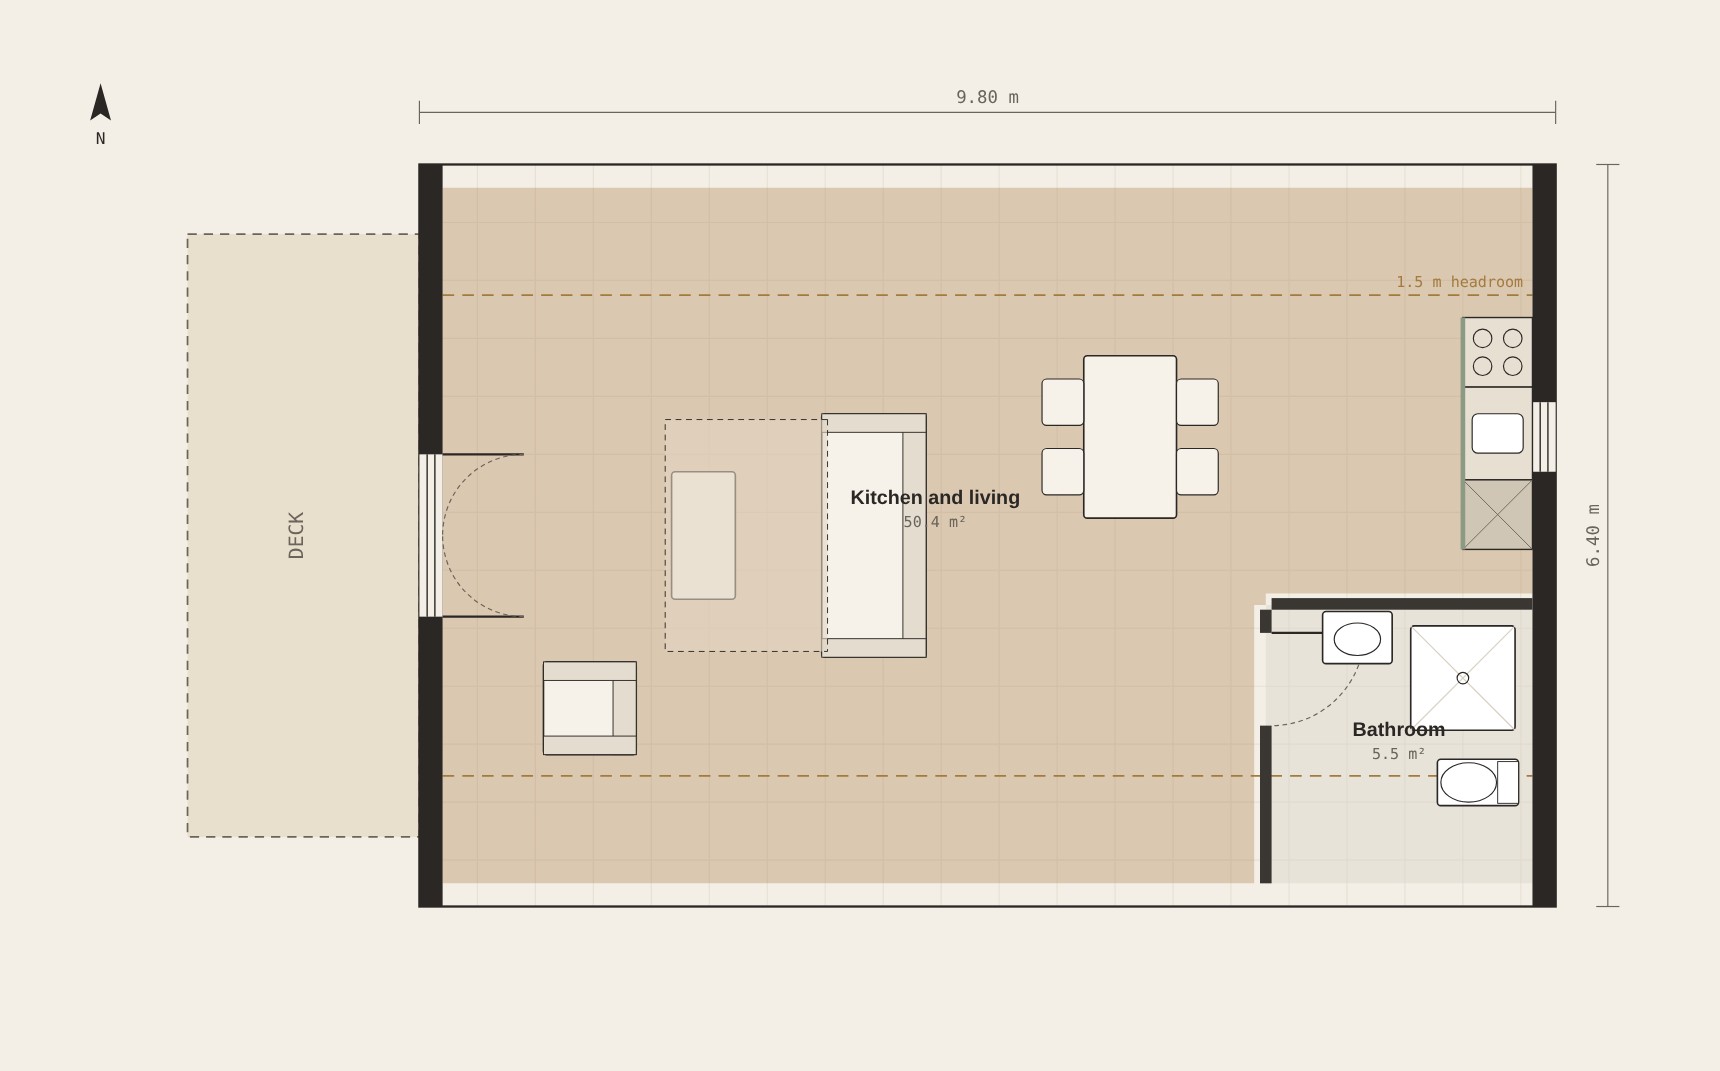 9.80 m
N
1.5 m headroom
Kitchen and living
50.4 m²
DECK
6.40 m
Bathroom
5.5 m²